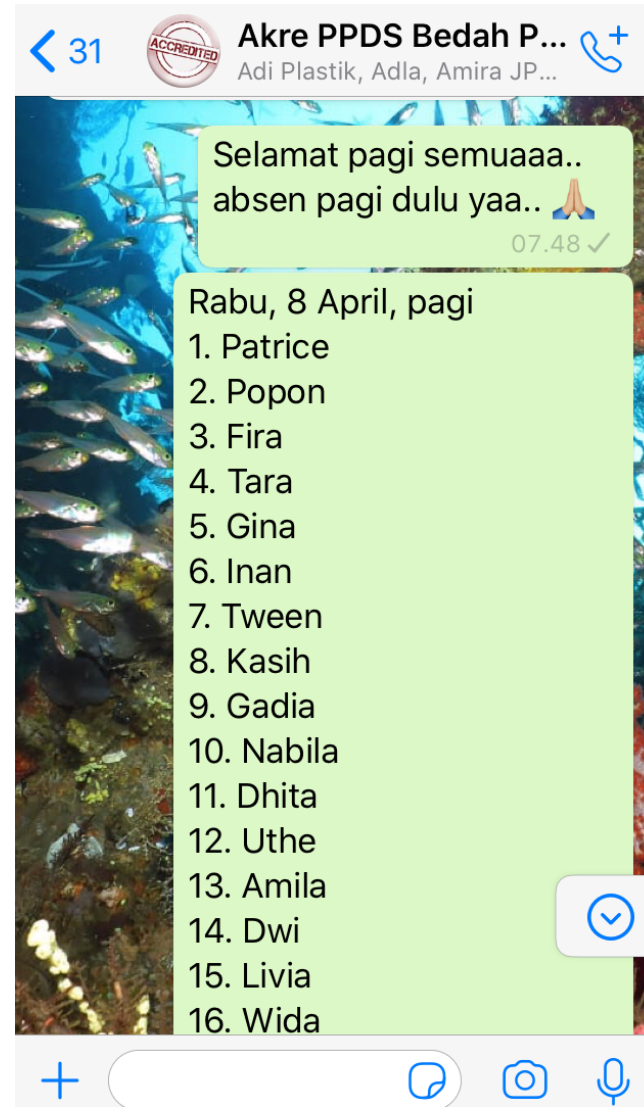 31
ACCREDITED
Akre PPDS Bedah P...
Adi Plastik, Adla, Amira JP...
Selamat pagi semuaaa..
absen pagi dulu yaa.. 🙏🏼
07.48
Rabu, 8 April, pagi
1. Patrice
2. Popon
3. Fira
4. Tara
5. Gina
6. Inan
7. Tween
8. Kasih
9. Gadia
10. Nabila
11. Dhita
12. Uthe
13. Amila
14. Dwi
15. Livia
16. Wida